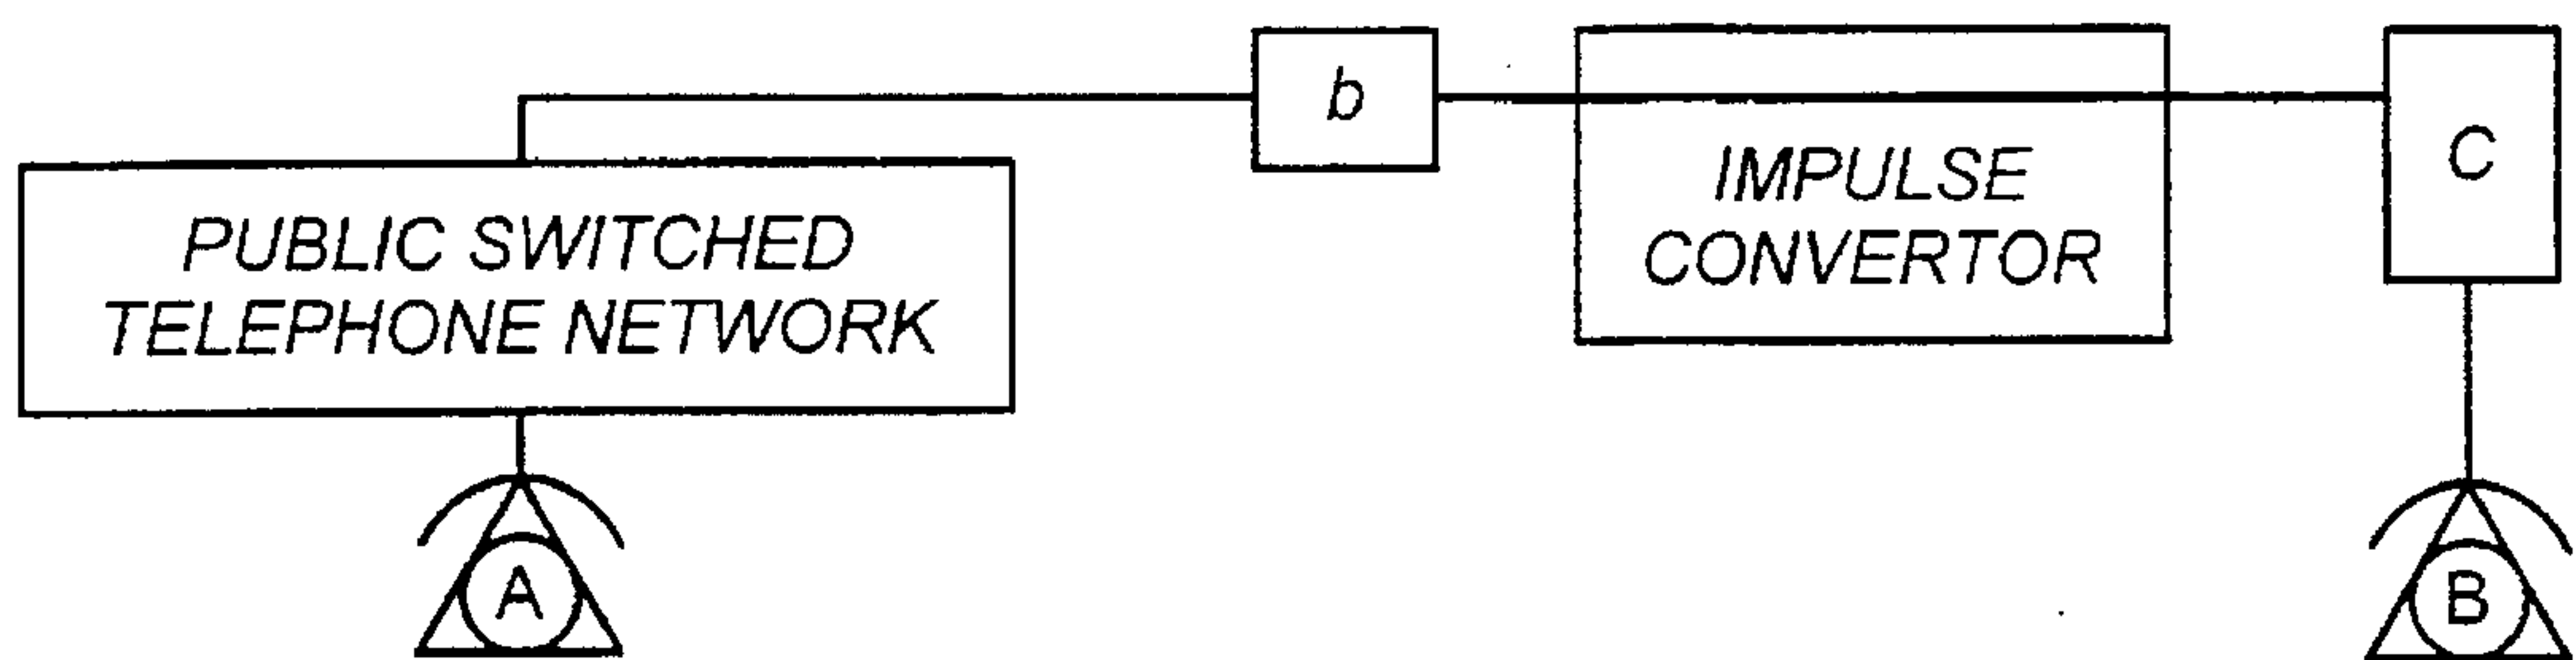 b
C
IMPULSE
CONVERTOR
PUBLIC SWITCHED
TELEPHONE NETWORK
A
B